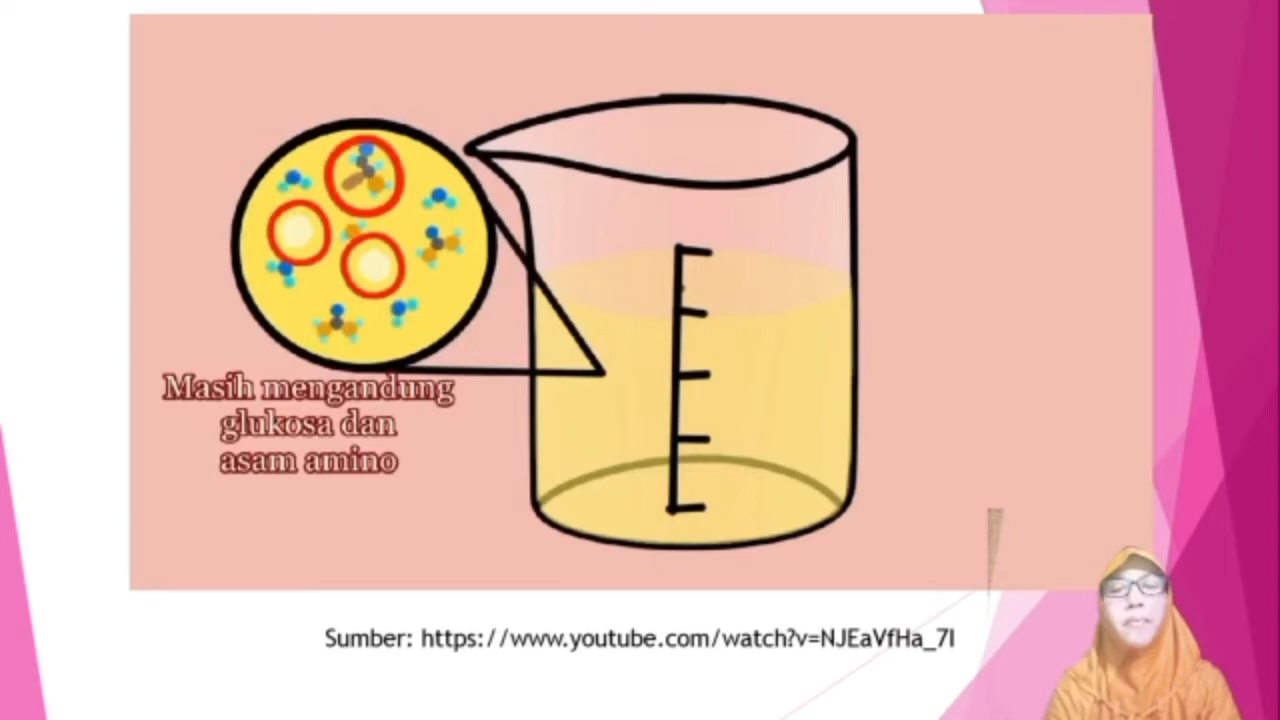 Masih mengandung
glukosa dan
asam amino
Sumber: https://www.youtube.com/watch?v=NJEaVfHa_7I